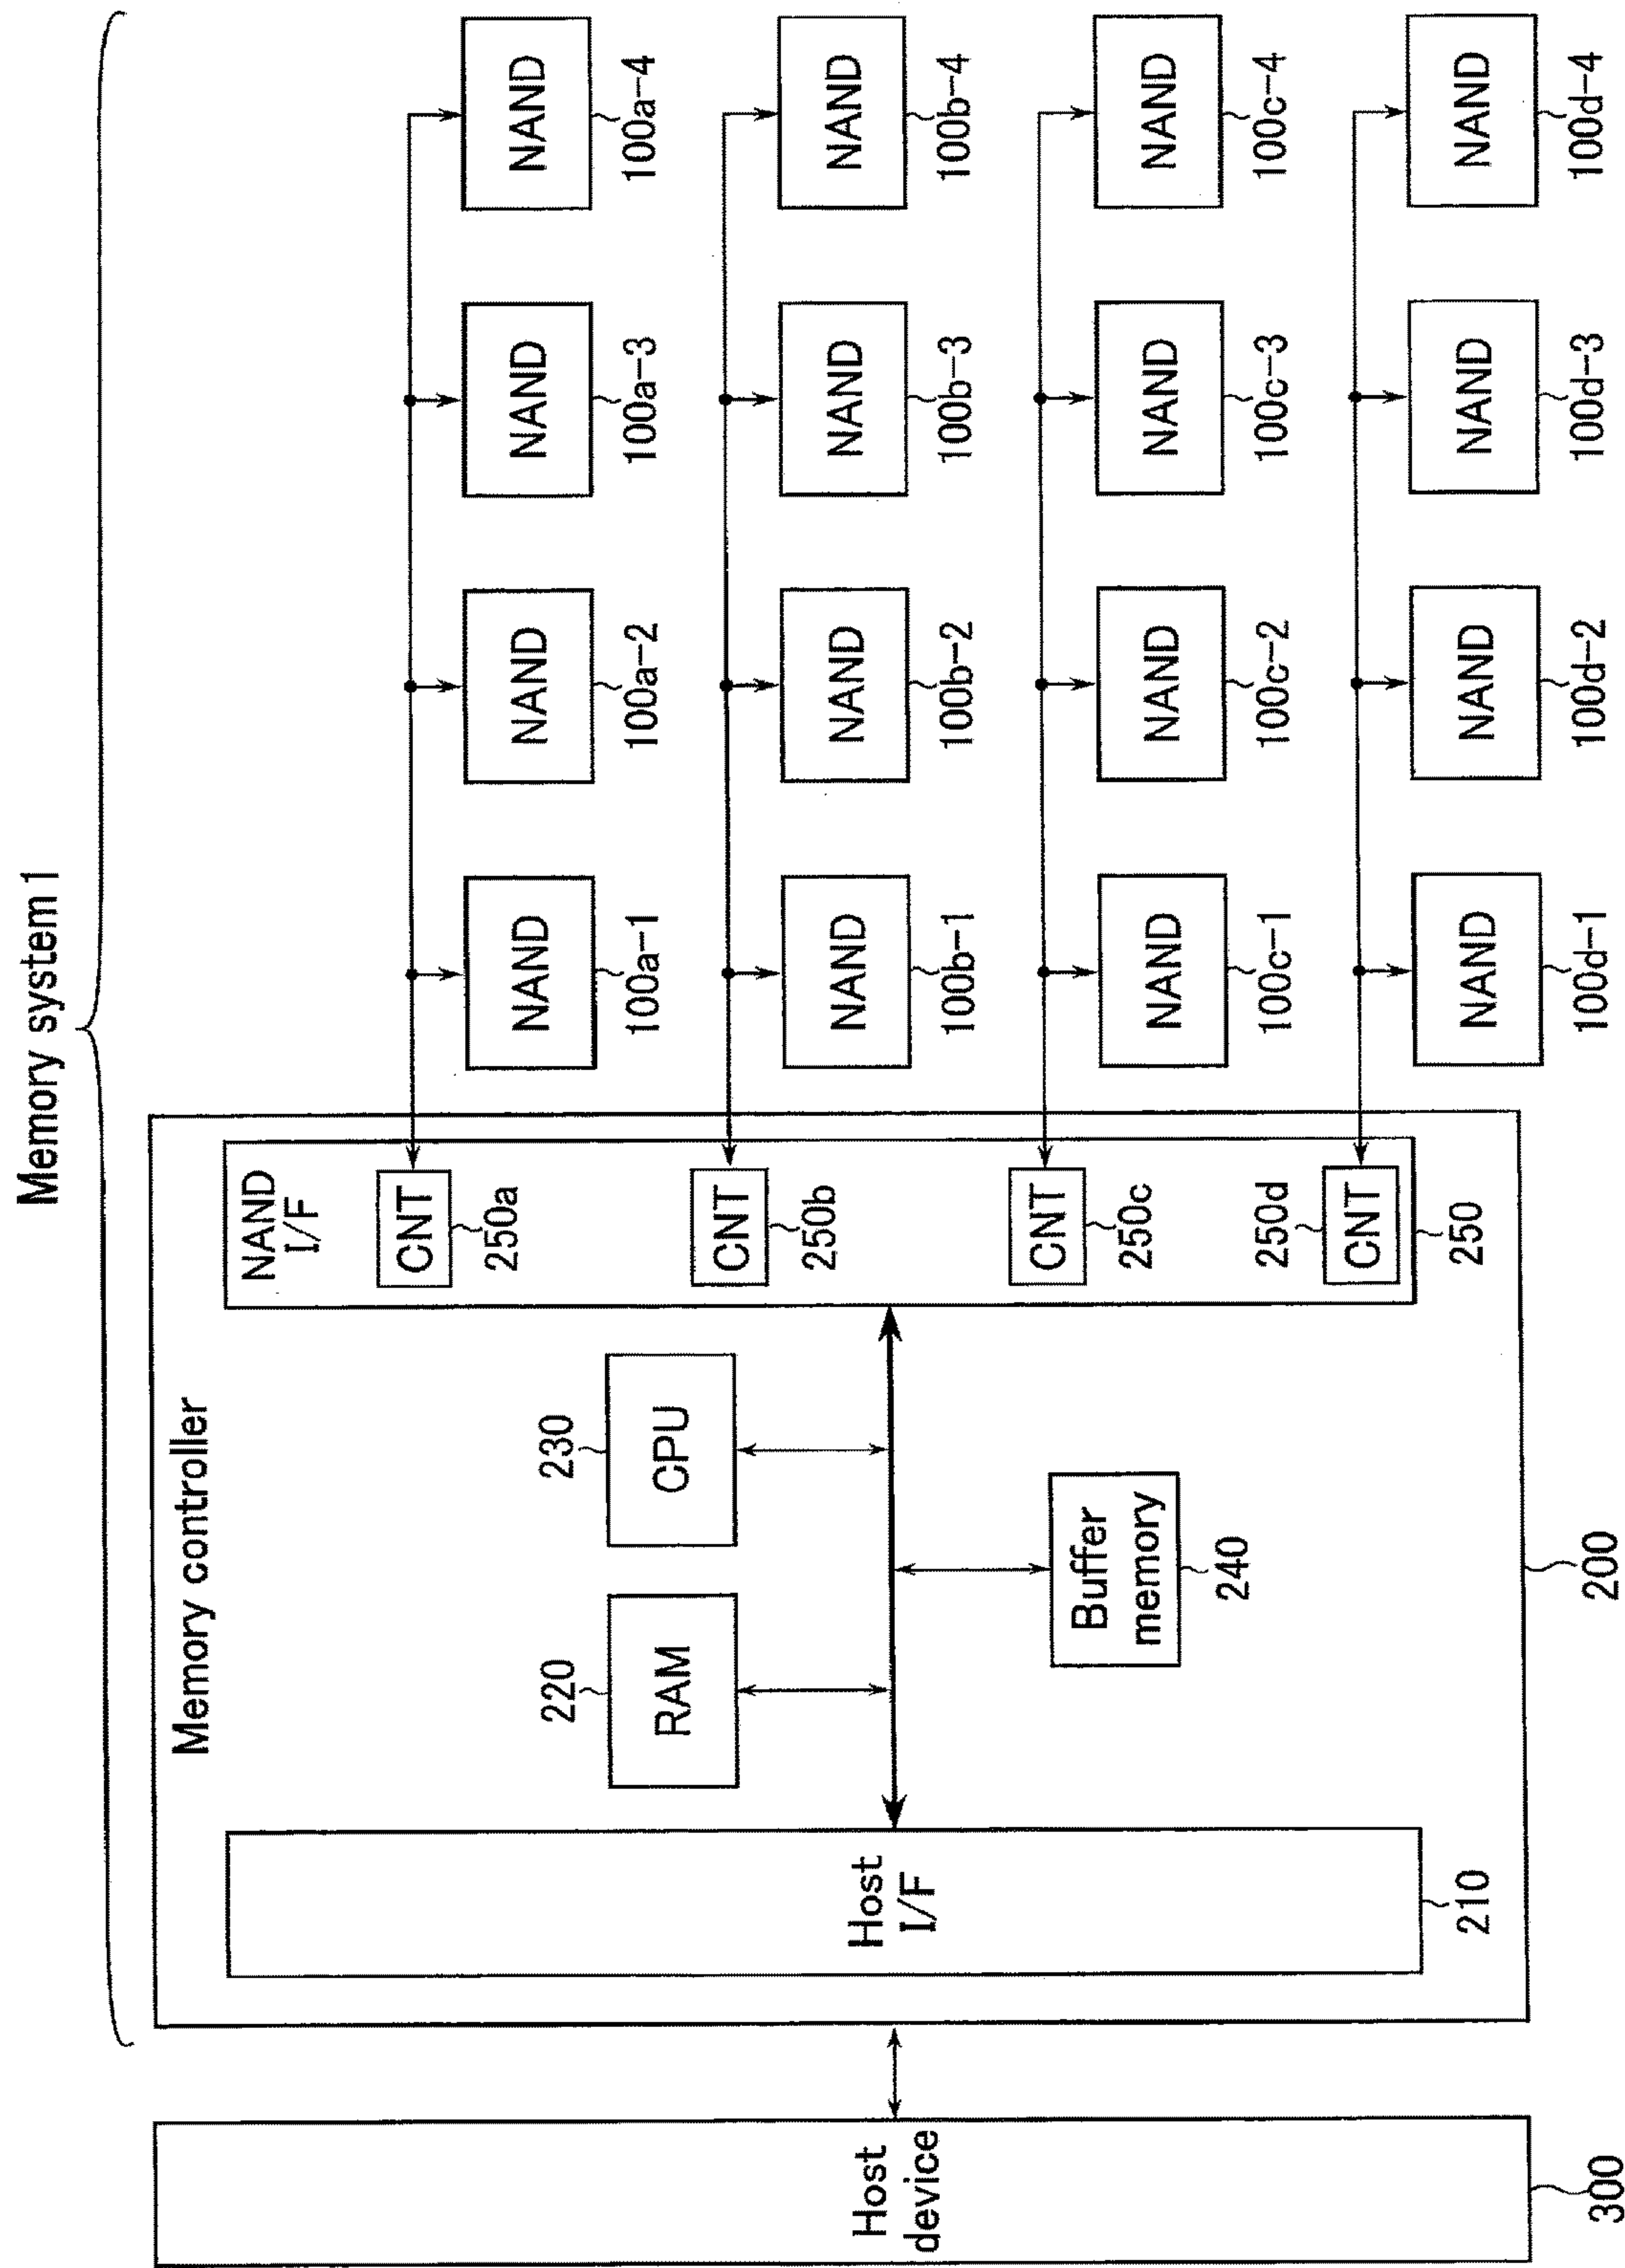 Memory system 1
Memory controller
Host
device
300
Host
I/F
210
220
RAM
230
CPU
Buffer
memory
240
200
NAND
I/F
CNT
250a
CNT
250b
CNT
250c
250d
CNT
250
NAND
100a-1
NAND
100a-2
NAND
100a-3
NAND
100a-4
NAND
100b-1
NAND
100b-2
NAND
100b-3
NAND
100b-4
NAND
100c-1
NAND
100c-2
NAND
100c-3
NAND
100c-4
NAND
100d-1
NAND
100d-2
NAND
100d-3
NAND
100d-4